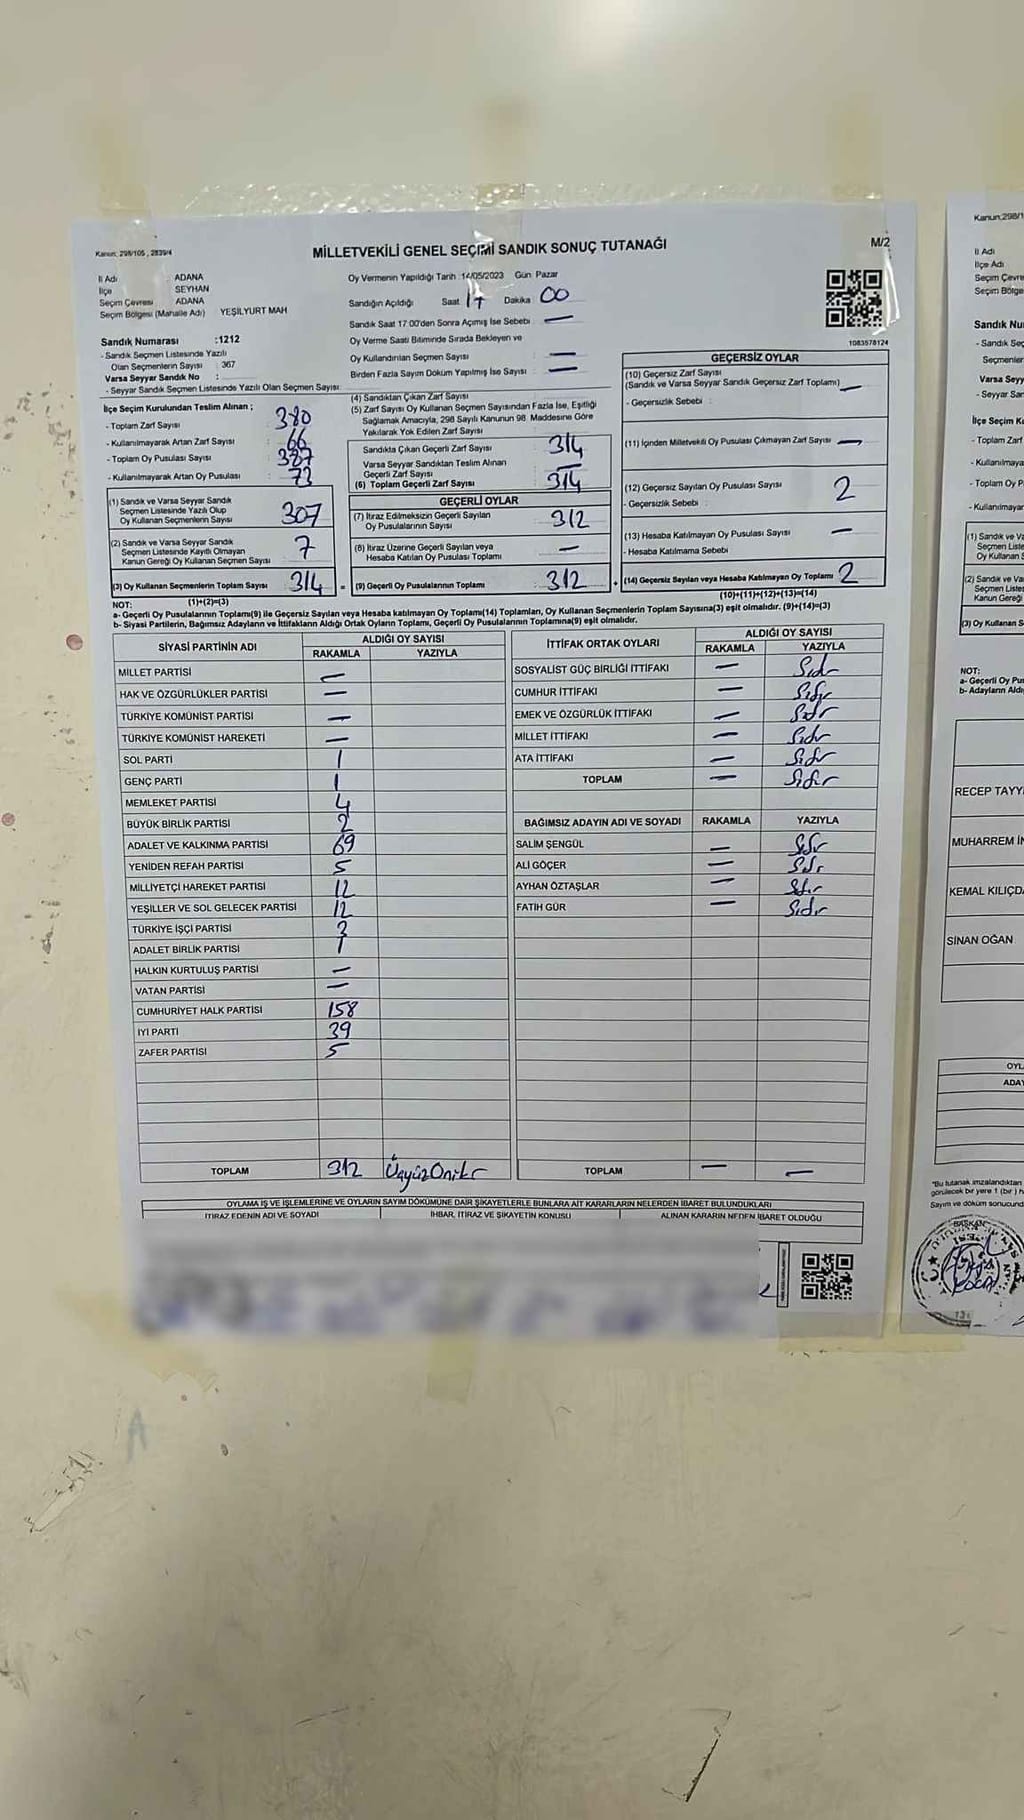 Kanun: 298/105, 2839/4
MİLLETVEKİLİ GENEL SEÇİMİ SANDIK SONUÇ TUTANAĞI
M/2
İl Adı ADANA
İlçe SEYHAN
Seçim Çevresi ADANA
Seçim Bölgesi (Mahalle Adı) YEŞİLYURT MAH
Oy Vermenin Yapıldığı Tarih :14/05/2023 Gün Pazar
Sandığın Açıldığı Saat 17 Dakika 00
Sandık Saat 17:00'den Sonra Açımış İse Sebebi : —
Oy Verme Saati Bitiminde Sırada Bekleyen ve
Oy Kullandırılan Seçmen Sayısı : —
Birden Fazla Sayım Döküm Yapılmış İse Sayısı : —
1083578124
Sandık Numarası :1212
- Sandık Seçmen Listesinde Yazılı
Olan Seçmenlerin Sayısı : 367
Varsa Seyyar Sandık No :
- Seyyar Sandık Seçmen Listesinde Yazılı Olan Seçmen Sayısı:
İlçe Seçim Kurulundan Teslim Alınan ;
- Toplam Zarf Sayısı : 380
- Kullanılmayarak Artan Zarf Sayısı : 66
- Toplam Oy Pusulası Sayısı : 387
- Kullanılmayarak Artan Oy Pusulası : 73
(1) Sandık ve Varsa Seyyar Sandık
Seçmen Listesinde Yazılı Olup
Oy Kullanan Seçmenlerin Sayısı 307
(2) Sandık ve Varsa Seyyar Sandık
Seçmen Listesinde Kayıtlı Olmayan
Kanun Gereği Oy Kullanan Seçmen Sayısı 7
(3) Oy Kullanan Seçmenlerin Toplam Sayısı 314 =
(1)+(2)=(3)
(4) Sandıktan Çıkan Zarf Sayısı
(5) Zarf Sayısı Oy Kullanan Seçmen Sayısından Fazla İse, Eşitliği
Sağlamak Amacıyla, 298 Sayılı Kanunun 98. Maddesine Göre
Yakılarak Yok Edilen Zarf Sayısı
Sandıkta Çıkan Geçerli Zarf Sayısı 314
Varsa Seyyar Sandıktan Teslim Alınan
Geçerli Zarf Sayısı —
(6) Toplam Geçerli Zarf Sayısı 314
GEÇERLİ OYLAR
(7) İtiraz Edilmeksizin Geçerli Sayılan
Oy Pusulalarının Sayısı 312
(8) İtiraz Üzerine Geçerli Sayılan veya
Hesaba Katılan Oy Pusulası Toplamı —
(9) Geçerli Oy Pusulalarının Toplamı 312 +
GEÇERSİZ OYLAR
(10) Geçersiz Zarf Sayısı
(Sandık ve Varsa Seyyar Sandık Geçersiz Zarf Toplamı) —
- Geçersizlik Sebebi :
(11) İçinden Milletvekili Oy Pusulası Çıkmayan Zarf Sayısı —
(12) Geçersiz Sayılan Oy Pusulası Sayısı 2
- Geçersizlik Sebebi :
(13) Hesaba Katılmayan Oy Pusulası Sayısı —
- Hesaba Katılmama Sebebi
(14) Geçersiz Sayılan veya Hesaba Katılmayan Oy Toplamı 2
(10)+(11)+(12)+(13)=(14)
NOT:
a- Geçerli Oy Pusulalarının Toplamı(9) ile Geçersiz Sayılan veya Hesaba katılmayan Oy Toplamı(14) Toplamları, Oy Kullanan Seçmenlerin Toplam Sayısına(3) eşit olmalıdır. (9)+(14)=(3)
b- Siyasi Partilerin, Bağımsız Adayların ve İttifakların Aldığı Ortak Oyların Toplamı, Geçerli Oy Pusulalarının Toplamına(9) eşit olmalıdır.
SİYASİ PARTİNİN ADI ALDIĞI OY SAYISI
RAKAMLA YAZIYLA
MİLLET PARTİSİ —
HAK VE ÖZGÜRLÜKLER PARTİSİ —
TÜRKİYE KOMÜNİST PARTİSİ —
TÜRKİYE KOMÜNİST HAREKETİ —
SOL PARTİ 1
GENÇ PARTİ 1
MEMLEKET PARTİSİ 4
BÜYÜK BİRLİK PARTİSİ 2
ADALET VE KALKINMA PARTİSİ 69
YENİDEN REFAH PARTİSİ 5
MİLLİYETÇİ HAREKET PARTİSİ 12
YEŞİLLER VE SOL GELECEK PARTİSİ 12
TÜRKİYE İŞÇİ PARTİSİ 3
ADALET BİRLİK PARTİSİ 1
HALKIN KURTULUŞ PARTİSİ —
VATAN PARTİSİ —
CUMHURİYET HALK PARTİSİ 158
İYİ PARTİ 39
ZAFER PARTİSİ 5
TOPLAM 312 Üçyüzoniki
İTTİFAK ORTAK OYLARI ALDIĞI OY SAYISI
RAKAMLA YAZIYLA
SOSYALİST GÜÇ BİRLİĞİ İTTİFAKI — Sıfır
CUMHUR İTTİFAKI — Sıfır
EMEK VE ÖZGÜRLÜK İTTİFAKI — Sıfır
MİLLET İTTİFAKI — Sıfır
ATA İTTİFAKI — Sıfır
TOPLAM — Sıfır
BAĞIMSIZ ADAYIN ADI VE SOYADI RAKAMLA YAZIYLA
SALİM ŞENGÜL — Sıfır
ALİ GÖÇER — Sıfır
AYHAN ÖZTAŞLAR — Sıfır
FATİH GÜR — Sıfır
TOPLAM — —
OYLAMA İŞ VE İŞLEMLERİNE VE OYLARIN SAYIM DÖKÜMÜNE DAİR ŞİKAYETLERLE BUNLARA AİT KARARLARIN NELERDEN İBARET BULUNDUKLARI
İTİRAZ EDENİN ADI VE SOYADI İHBAR, İTİRAZ VE ŞİKAYETİN KONUSU ALINAN KARARIN NEDEN İBARET OLDUĞU
Kanun:298/1
İl Adı
İlçe Adı
Seçim Çevre
Seçim Bölge
Sandık Nu
- Sandık Seç
Seçmenler
Varsa Seyy
- Seyyar San
İlçe Seçim K
- Toplam Zarf
- Kullanılmaya
- Toplam Oy P
- Kullanılmayar
(1) Sandık ve Va
Seçmen Liste
Oy Kullanan
(2) Sandık ve Va
Seçmen Listes
Kanun Gereği
(3) Oy Kullanan Se
NOT:
a- Geçerli Oy Pu
b- Adayların Aldı
RECEP TAYY
MUHARREM İN
KEMAL KILIÇDA
SİNAN OĞAN
OYL
ADAY
"Bu tutanak imzalandıktan
görülecek bir yere 1 (bir)
Sayım ve döküm sonucund
BAŞKAN